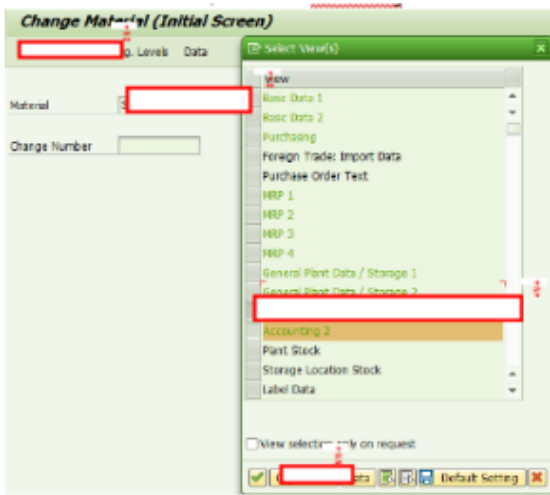 Change Material (Initial Screen)
g. Levels Data
Select View(s)
Material
View
Basic Data 1
Basic Data 2
Purchasing
Change Number
Foreign Trade: Import Data
Purchase Order Text
MRP 1
MRP 2
MRP 3
MRP 4
General Plant Data / Storage 1
General Plant Data / Storage 2
Accounting 2
Plant Stock
Storage Location Stock
Label Data
View selection only on request
Default Setting